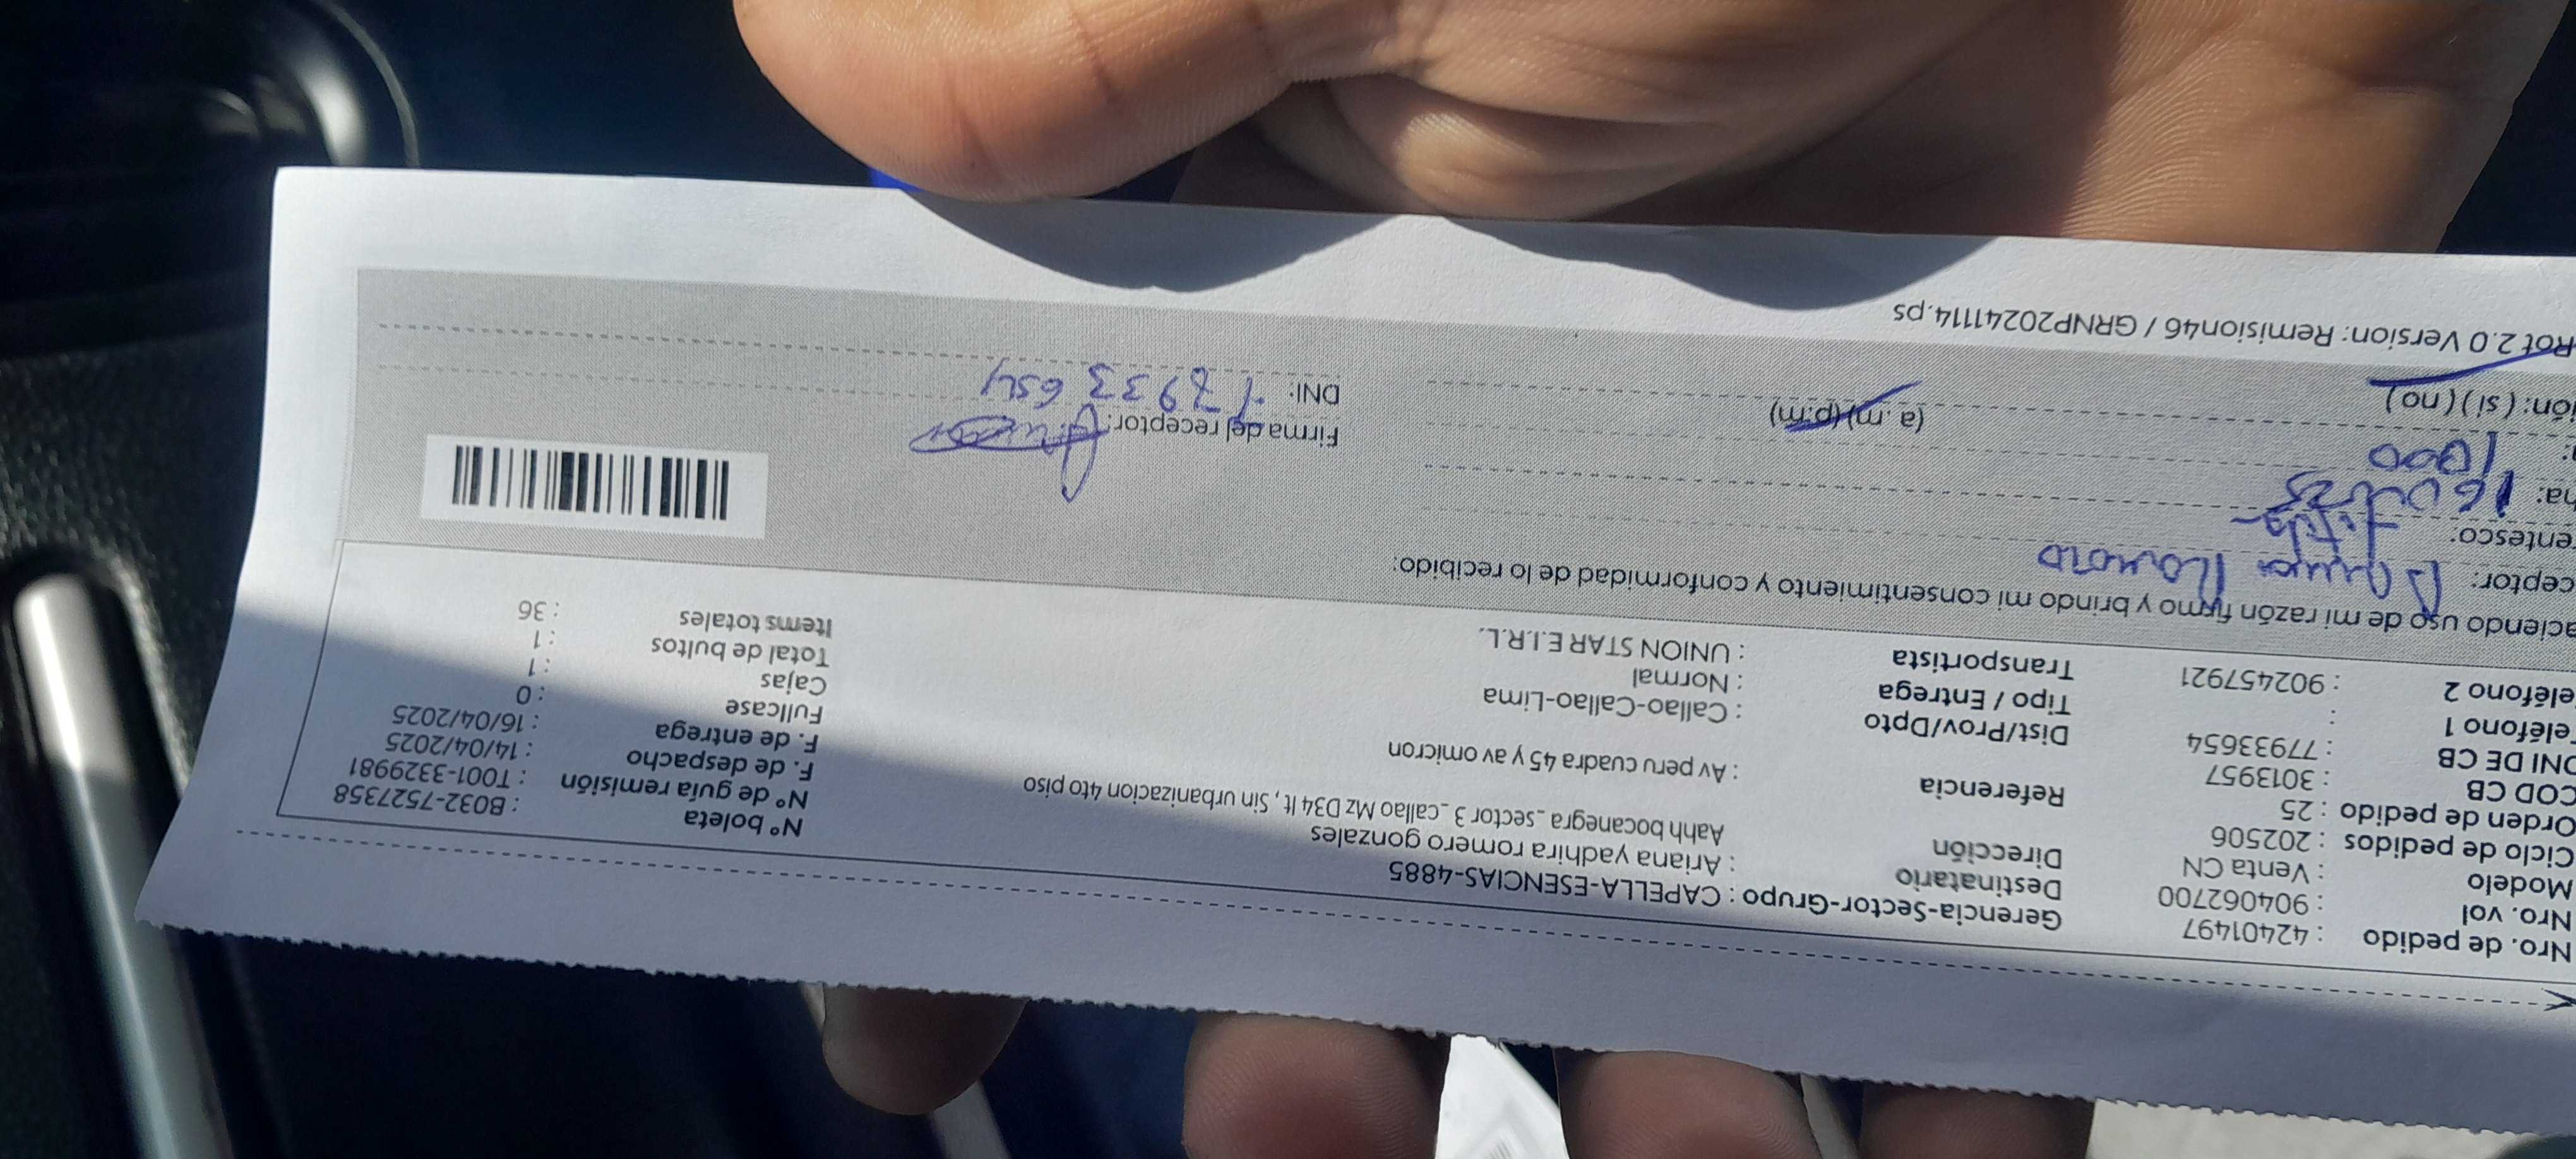 Nro. de pedido : 42401497 Gerencia-Sector-Grupo : CAPELLA-ESENCIAS-4885 N° boleta : B032-7527358
Nro. vol : 904062700 Destinatario : Ariana yadhira romero gonzales N° de guía remisión : T001-3329981
Modelo : Venta CN Dirección Aahh bocanegra _ sector 3 _ callao Mz D34 lt , Sin urbanizacion 4to piso F. de despacho : 14/04/2025
Ciclo de pedidos : 202506 F. de entrega : 16/04/2025
Orden de pedido : 25 Referencia : Av peru cuadra 45 y av omicron Fullcase : 0
COD CB : 3013957 Cajas : 1
DNI DE CB : 77933654 Dist/Prov/Dpto : Callao-Callao-Lima Total de bultos : 1
Teléfono 1 : Tipo / Entrega : Normal Items totales : 36
eléfono 2 : 902457921 Transportista : UNION STAR E.I.R.L.
aciendo uso de mi razón firmo y brindo mi consentimiento y conformidad de lo recibido:
ceptor:
entesco:
na: 16
: 1800 (a. m) (p.m) Firma del receptor:
ión: ( si ) ( no ) DNI: 77933654
Rot 2.0 Version: Remision46 / GRNP20241114.ps